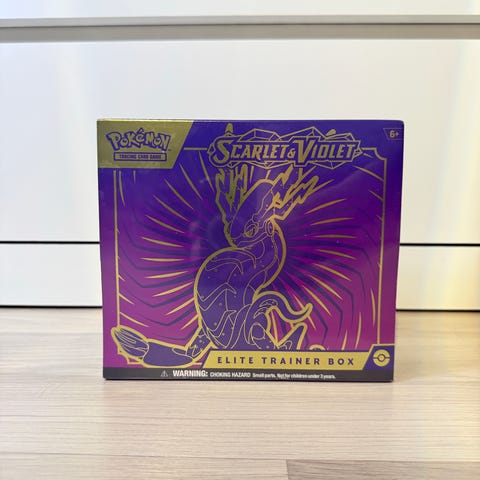 POKÉMON
TRADING CARD GAME
SCARLET & VIOLET
6+
ELITE TRAINER BOX
⚠ WARNING: CHOKING HAZARD Small parts. Not for children under 3 years.